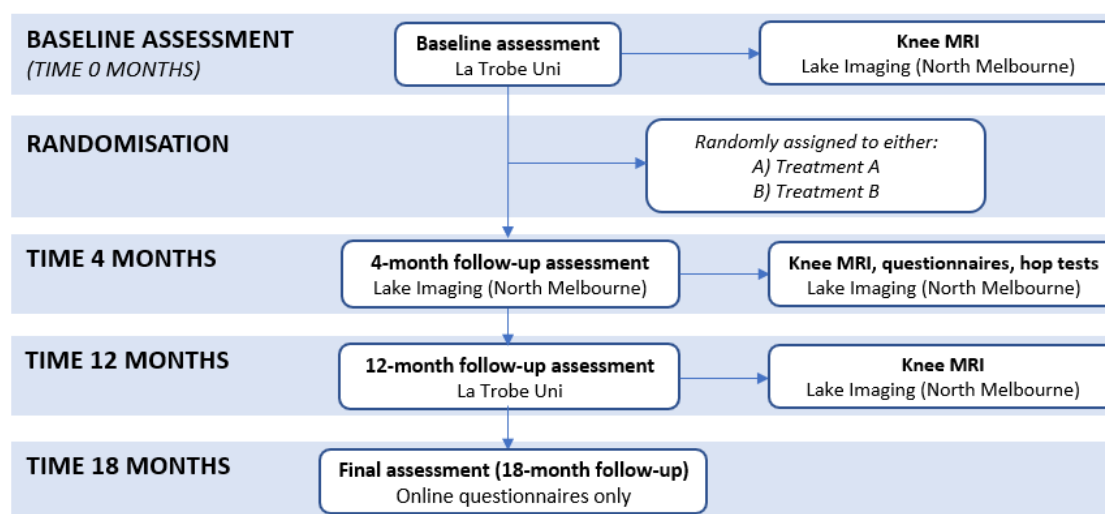 BASELINE ASSESSMENT
(TIME 0 MONTHS)
Baseline assessment
La Trobe Uni
Knee MRI
Lake Imaging (North Melbourne)
RANDOMISATION
Randomly assigned to either:
A) Treatment A
B) Treatment B
TIME 4 MONTHS
4-month follow-up assessment
Lake Imaging (North Melbourne)
Knee MRI, questionnaires, hop tests
Lake Imaging (North Melbourne)
TIME 12 MONTHS
12-month follow-up assessment
La Trobe Uni
Knee MRI
Lake Imaging (North Melbourne)
TIME 18 MONTHS
Final assessment (18-month follow-up)
Online questionnaires only